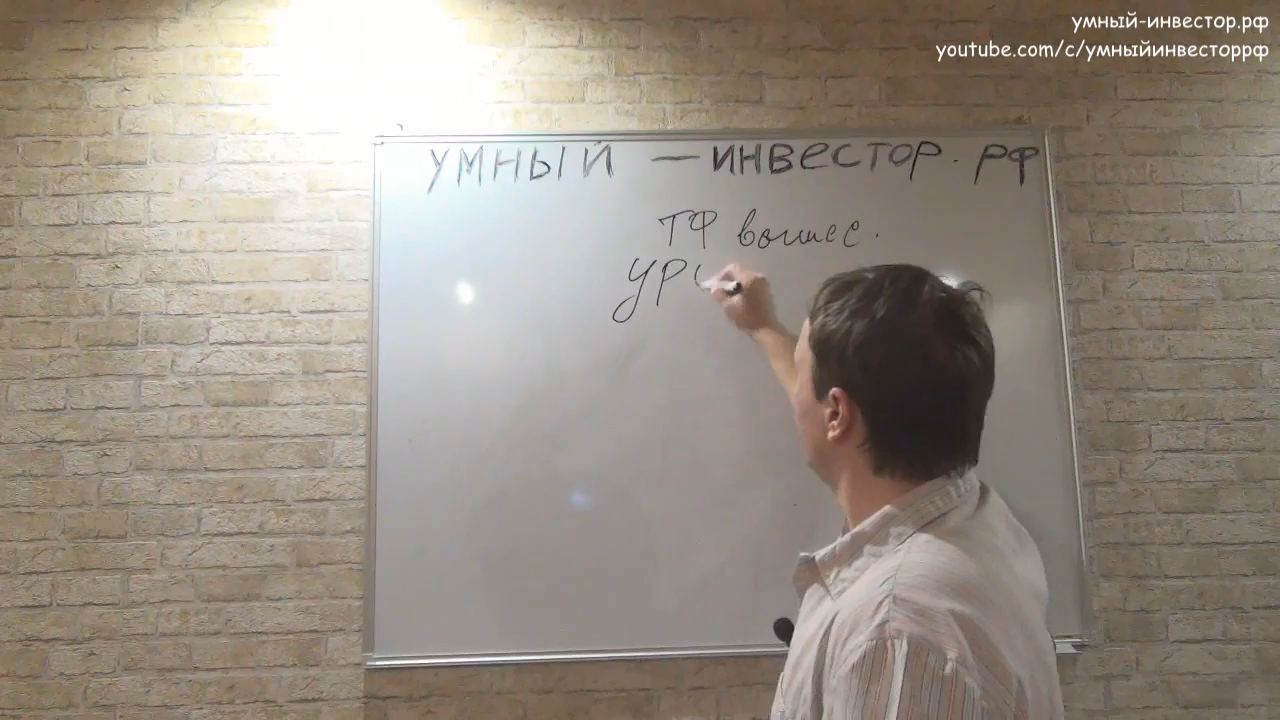 умный-инвестор.рф
youtube.com/c/умныйинвесторрф
УМНЫЙ — ИНВЕСТОР.РФ
ТФ выше.